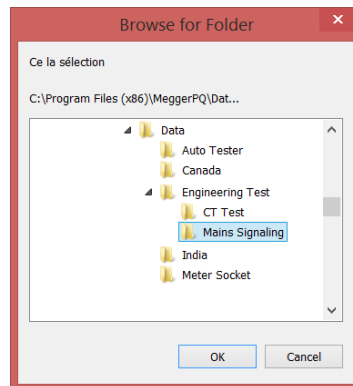 Browse for Folder
Ce la sélection
C:\Program Files (x86)\MeggerPQ\Dat...
Data
Auto Tester
Canada
Engineering Test
CT Test
Mains Signaling
India
Meter Socket
OK Cancel